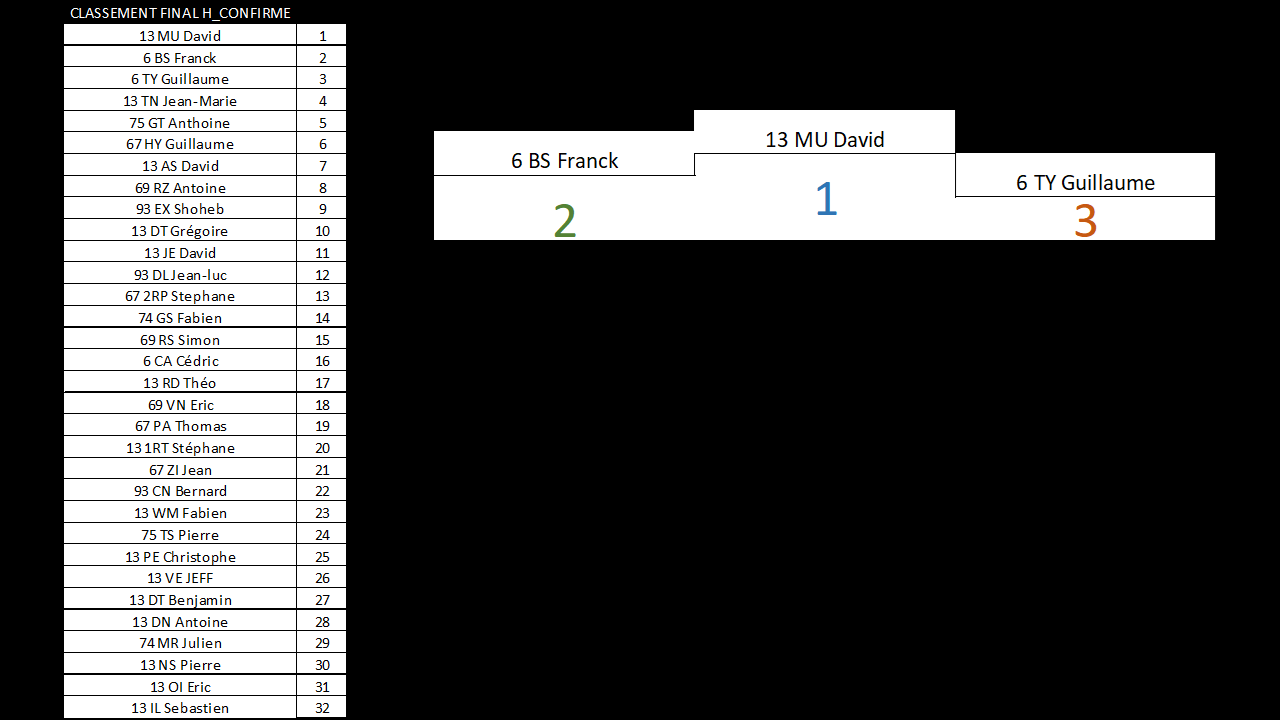 CLASSEMENT FINAL H_CONFIRME
13 MU David 1
6 BS Franck 2
6 TY Guillaume 3
13 TN Jean-Marie 4
75 GT Anthoine 5
67 HY Guillaume 6
13 AS David 7
69 RZ Antoine 8
93 EX Shoheb 9
13 DT Grégoire 10
13 JE David 11
93 DL Jean-luc 12
67 2RP Stephane 13
74 GS Fabien 14
69 RS Simon 15
6 CA Cédric 16
13 RD Théo 17
69 VN Eric 18
67 PA Thomas 19
13 1RT Stéphane 20
67 ZI Jean 21
93 CN Bernard 22
13 WM Fabien 23
75 TS Pierre 24
13 PE Christophe 25
13 VE JEFF 26
13 DT Benjamin 27
13 DN Antoine 28
74 MR Julien 29
13 NS Pierre 30
13 OI Eric 31
13 IL Sebastien 32
13 MU David
6 BS Franck
6 TY Guillaume
1
2
3